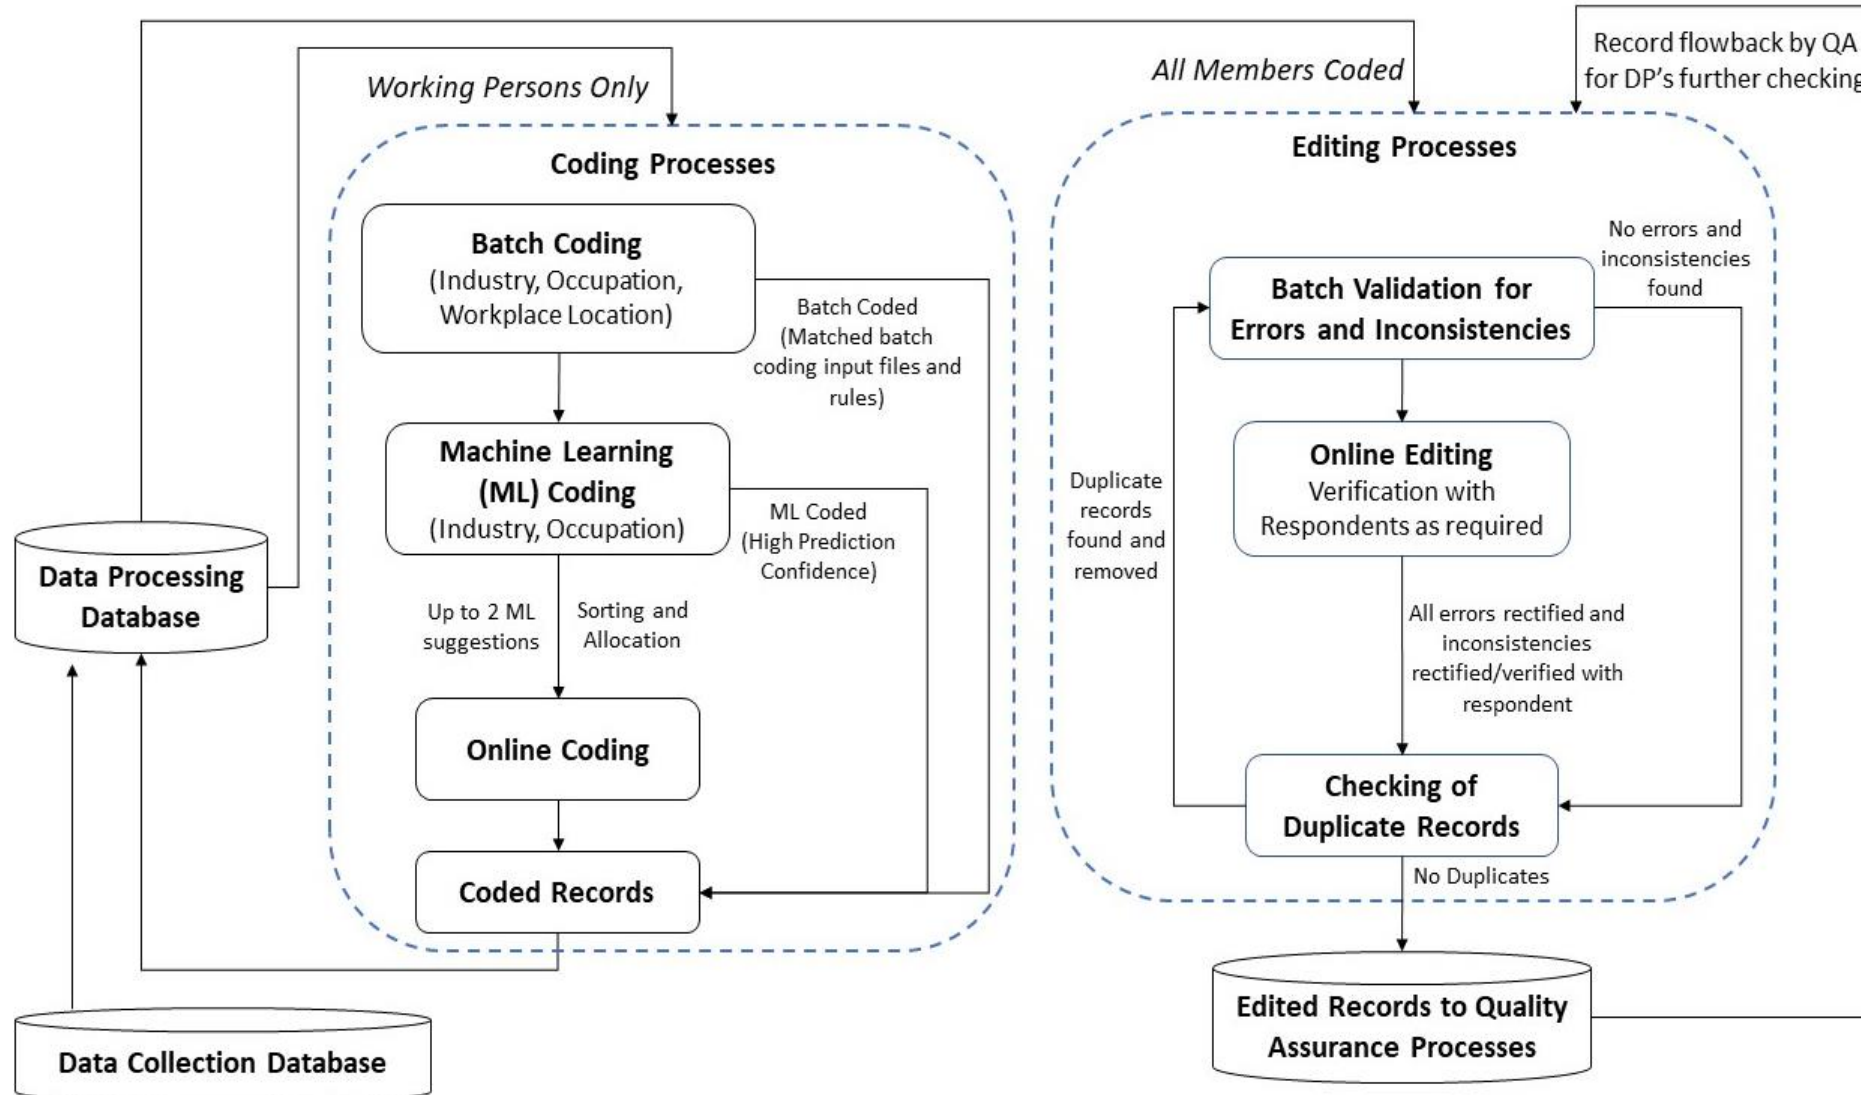 Working Persons Only
All Members Coded
Record flowback by QA
for DP’s further checking
Coding Processes
Batch Coding
(Industry, Occupation,
Workplace Location)
Batch Coded
(Matched batch
coding input files and
rules)
Machine Learning
(ML) Coding
(Industry, Occupation)
ML Coded
(High Prediction
Confidence)
Up to 2 ML
suggestions
Sorting and
Allocation
Online Coding
Coded Records
Data Processing
Database
Data Collection Database
Editing Processes
No errors and
inconsistencies
found
Batch Validation for
Errors and Inconsistencies
Online Editing
Verification with
Respondents as required
Duplicate
records
found and
removed
All errors rectified and
inconsistencies
rectified/verified with
respondent
Checking of
Duplicate Records
No Duplicates
Edited Records to Quality
Assurance Processes